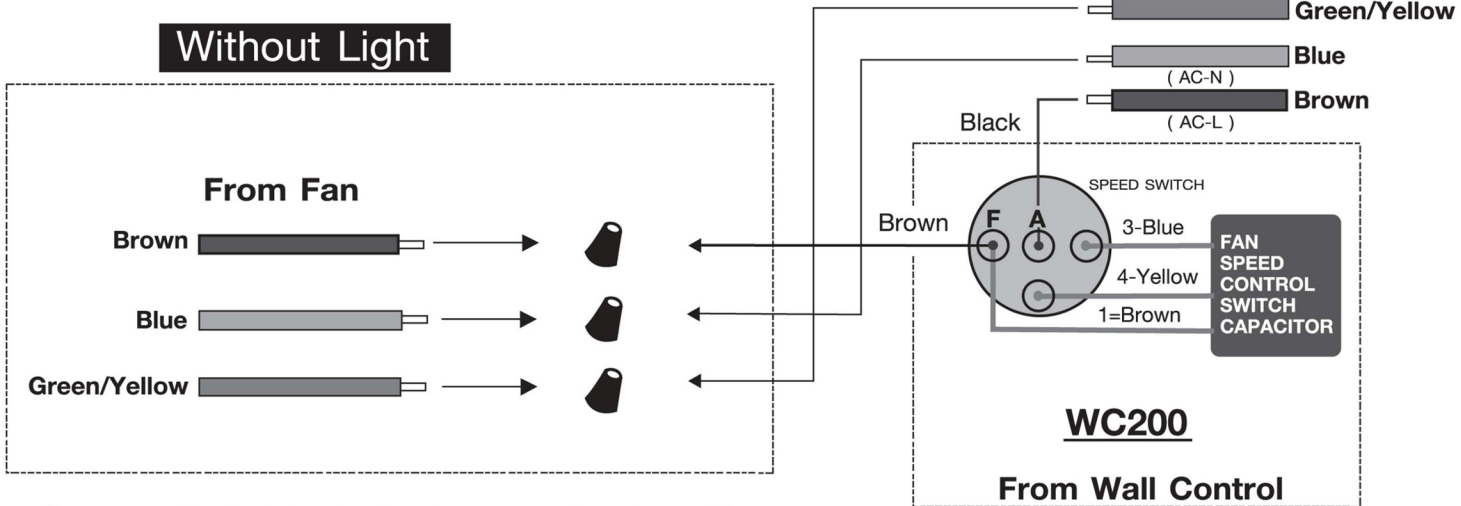 Without Light
Green/Yellow
Blue
( AC-N )
Brown
( AC-L )
Black
SPEED SWITCH
From Fan
Brown
Blue
Green/Yellow
Brown
F
A
3-Blue
4-Yellow
1=Brown
FAN
SPEED
CONTROL
SWITCH
CAPACITOR
WC200
From Wall Control